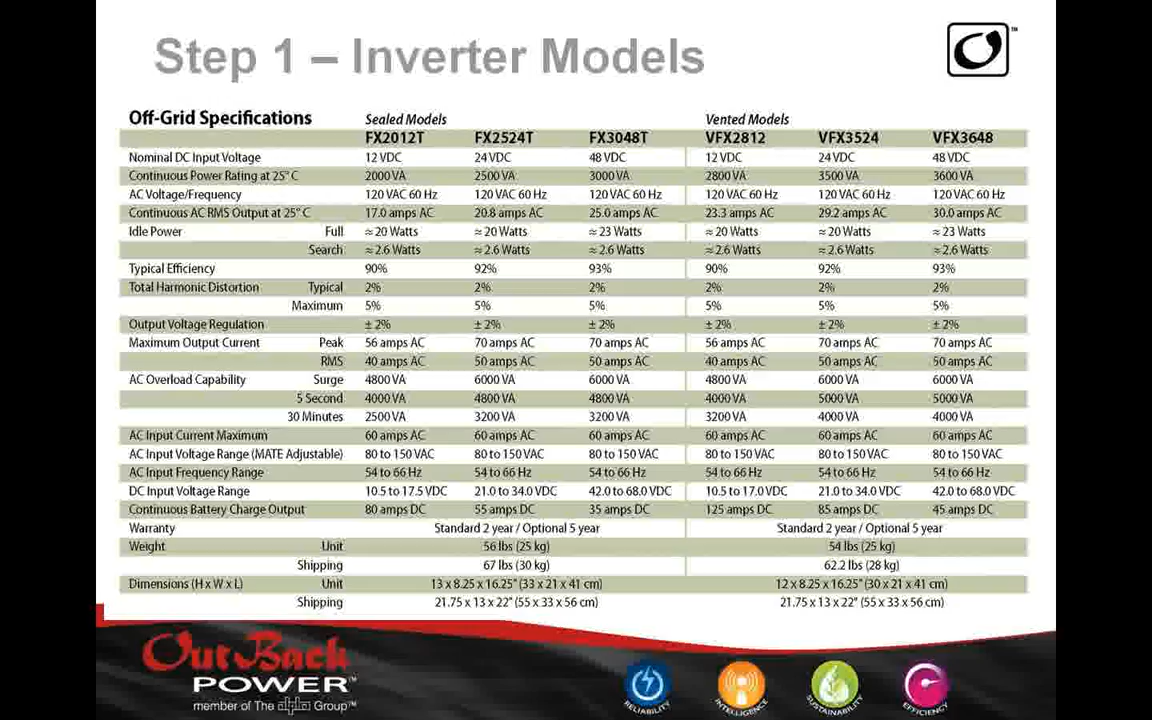 Step 1 – Inverter Models
™
Off-Grid Specifications Sealed Models Vented Models
FX2012T FX2524T FX3048T VFX2812 VFX3524 VFX3648
Nominal DC Input Voltage 12 VDC 24 VDC 48 VDC 12 VDC 24 VDC 48 VDC
Continuous Power Rating at 25° C 2000 VA 2500 VA 3000 VA 2800 VA 3500 VA 3600 VA
AC Voltage/Frequency 120 VAC 60 Hz 120 VAC 60 Hz 120 VAC 60 Hz 120 VAC 60 Hz 120 VAC 60 Hz 120 VAC 60 Hz
Continuous AC RMS Output at 25° C 17.0 amps AC 20.8 amps AC 25.0 amps AC 23.3 amps AC 29.2 amps AC 30.0 amps AC
Idle Power Full ≈ 20 Watts ≈ 20 Watts ≈ 23 Watts ≈ 20 Watts ≈ 20 Watts ≈ 23 Watts
Search ≈ 2.6 Watts ≈ 2.6 Watts ≈ 2.6 Watts ≈ 2.6 Watts ≈ 2.6 Watts ≈ 2.6 Watts
Typical Efficiency 90% 92% 93% 90% 92% 93%
Total Harmonic Distortion Typical 2% 2% 2% 2% 2% 2%
Maximum 5% 5% 5% 5% 5% 5%
Output Voltage Regulation ± 2% ± 2% ± 2% ± 2% ± 2% ± 2%
Maximum Output Current Peak 56 amps AC 70 amps AC 70 amps AC 56 amps AC 70 amps AC 70 amps AC
RMS 40 amps AC 50 amps AC 50 amps AC 40 amps AC 50 amps AC 50 amps AC
AC Overload Capability Surge 4800 VA 6000 VA 6000 VA 4800 VA 6000 VA 6000 VA
5 Second 4000 VA 4800 VA 4800 VA 4000 VA 5000 VA 5000 VA
30 Minutes 2500 VA 3200 VA 3200 VA 3200 VA 4000 VA 4000 VA
AC Input Current Maximum 60 amps AC 60 amps AC 60 amps AC 60 amps AC 60 amps AC 60 amps AC
AC Input Voltage Range (MATE Adjustable) 80 to 150 VAC 80 to 150 VAC 80 to 150 VAC 80 to 150 VAC 80 to 150 VAC 80 to 150 VAC
AC Input Frequency Range 54 to 66 Hz 54 to 66 Hz 54 to 66 Hz 54 to 66 Hz 54 to 66 Hz 54 to 66 Hz
DC Input Voltage Range 10.5 to 17.5 VDC 21.0 to 34.0 VDC 42.0 to 68.0 VDC 10.5 to 17.0 VDC 21.0 to 34.0 VDC 42.0 to 68.0 VDC
Continuous Battery Charge Output 80 amps DC 55 amps DC 35 amps DC 125 amps DC 85 amps DC 45 amps DC
Warranty Standard 2 year / Optional 5 year Standard 2 year / Optional 5 year
Weight Unit 56 lbs (25 kg) 54 lbs (25 kg)
Shipping 67 lbs (30 kg) 62.2 lbs (28 kg)
Dimensions (H x W x L) Unit 13 x 8.25 x 16.25" (33 x 21 x 41 cm) 12 x 8.25 x 16.25" (30 x 21 x 41 cm)
Shipping 21.75 x 13 x 22" (55 x 33 x 56 cm) 21.75 x 13 x 22" (55 x 33 x 56 cm)
OutBack
POWER™
member of The alpha Group™
RELIABILITY INTELLIGENCE SUSTAINABILITY EFFICIENCY